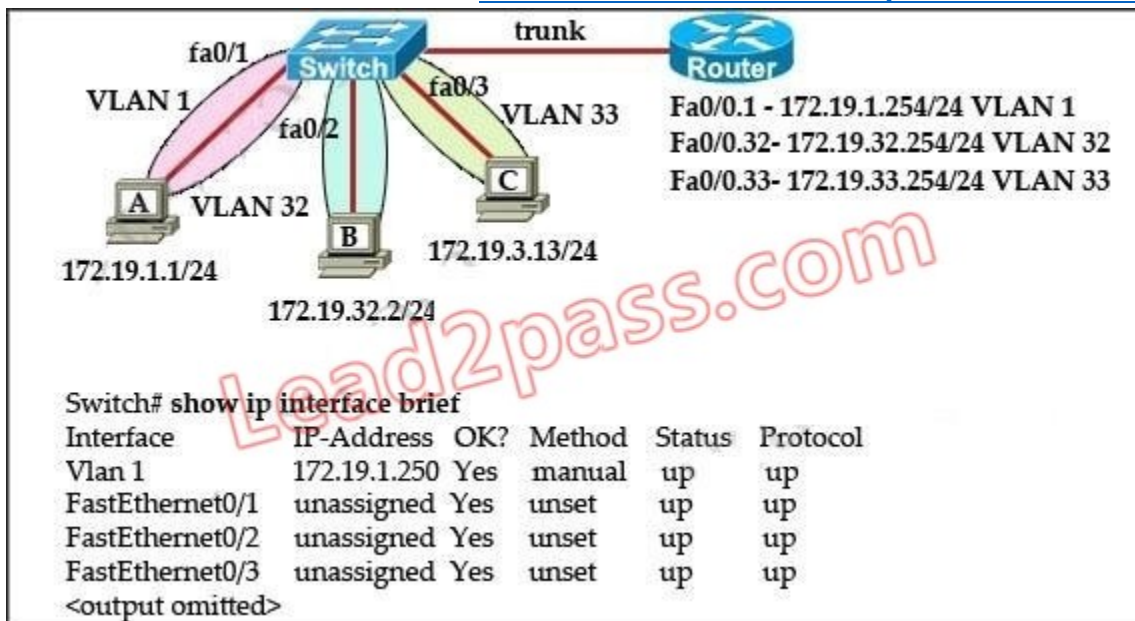 trunk
fa0/1
Switch
Router
VLAN 1
fa0/2
fa0/3
VLAN 33
Fa0/0.1 - 172.19.1.254/24 VLAN 1
Fa0/0.32- 172.19.32.254/24 VLAN 32
Fa0/0.33- 172.19.33.254/24 VLAN 33
A
VLAN 32
B
C
172.19.1.1/24
172.19.3.13/24
172.19.32.2/24
Lead2pass.com
Switch# show ip interface brief
Interface IP-Address OK? Method Status Protocol
Vlan 1 172.19.1.250 Yes manual up up
FastEthernet0/1 unassigned Yes unset up up
FastEthernet0/2 unassigned Yes unset up up
FastEthernet0/3 unassigned Yes unset up up
<output omitted>